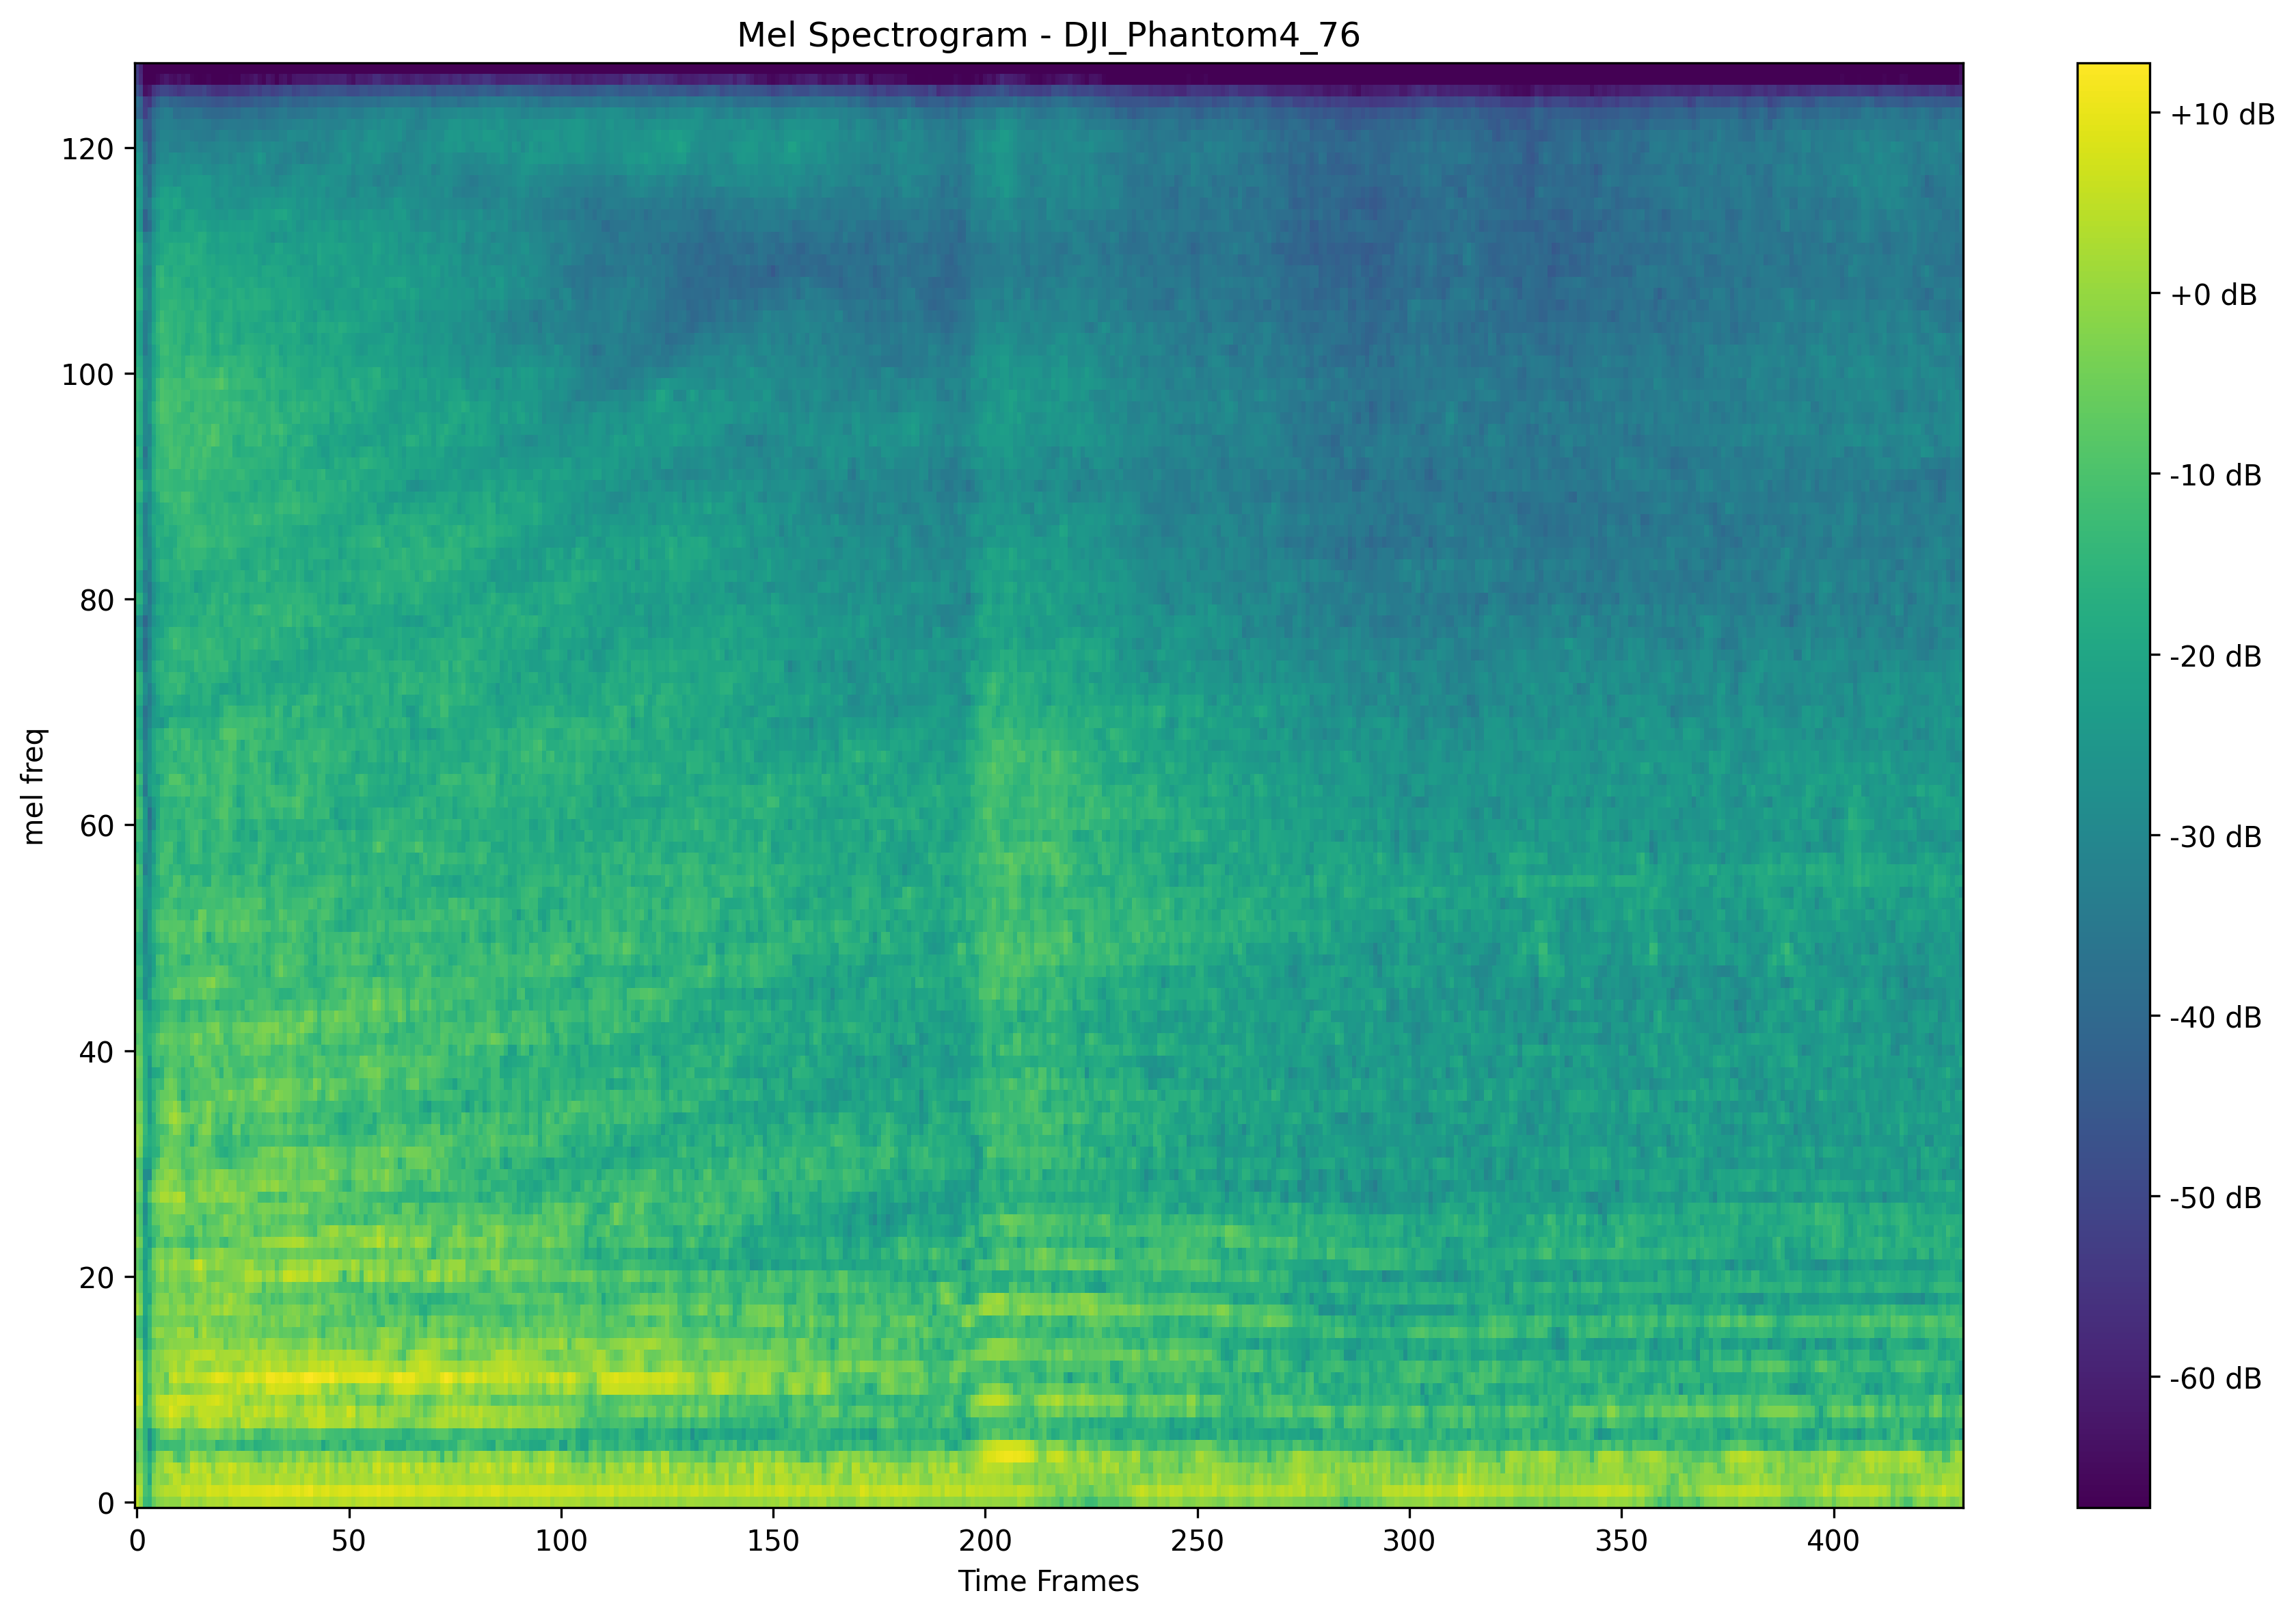 Mel Spectrogram - DJI_Phantom4_76
mel freq
120
100
80
60
40
20
0
0 50 100 150 200 250 300 350 400
Time Frames
+10 dB
+0 dB
-10 dB
-20 dB
-30 dB
-40 dB
-50 dB
-60 dB